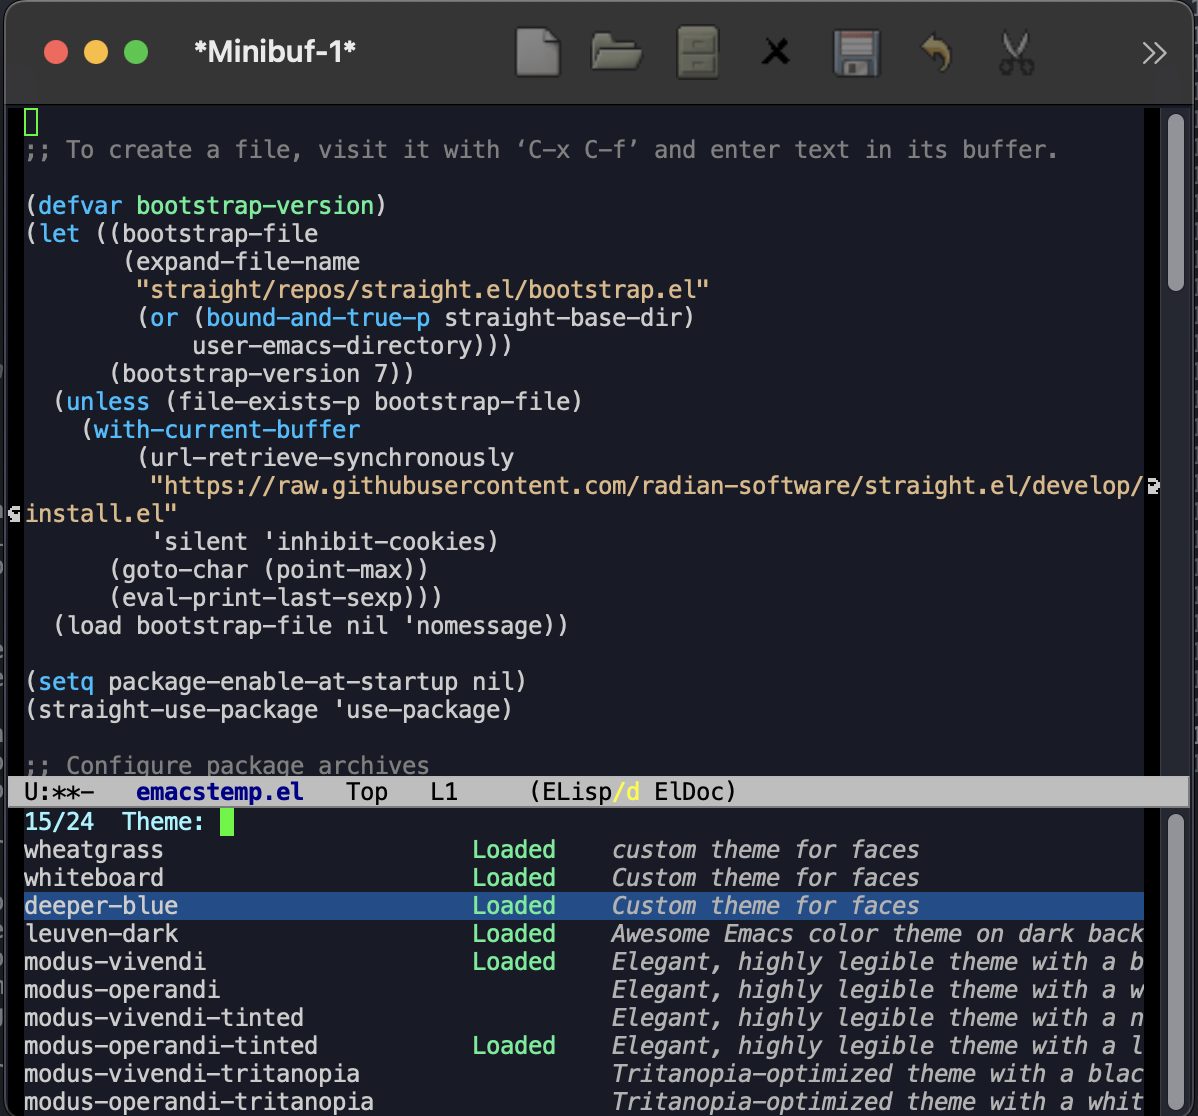 *Minibuf-1*
;; To create a file, visit it with ‘C-x C-f’ and enter text in its buffer.
(defvar bootstrap-version)
(let ((bootstrap-file
(expand-file-name
"straight/repos/straight.el/bootstrap.el"
(or (bound-and-true-p straight-base-dir)
user-emacs-directory)))
(bootstrap-version 7))
(unless (file-exists-p bootstrap-file)
(with-current-buffer
(url-retrieve-synchronously
"https://raw.githubusercontent.com/radian-software/straight.el/develop/
install.el"
'silent 'inhibit-cookies)
(goto-char (point-max))
(eval-print-last-sexp)))
(load bootstrap-file nil 'nomessage))
(setq package-enable-at-startup nil)
(straight-use-package 'use-package)
;; Configure package archives
U:**- emacstemp.el Top L1 (ELisp/d ElDoc)
15/24 Theme:
wheatgrass Loaded custom theme for faces
whiteboard Loaded Custom theme for faces
deeper-blue Loaded Custom theme for faces
leuven-dark Loaded Awesome Emacs color theme on dark back
modus-vivendi Loaded Elegant, highly legible theme with a b
modus-operandi Elegant, highly legible theme with a w
modus-vivendi-tinted Elegant, highly legible theme with a n
modus-operandi-tinted Loaded Elegant, highly legible theme with a l
modus-vivendi-tritanopia Tritanopia-optimized theme with a blac
modus-operandi-tritanopia Tritanopia-optimized theme with a whit